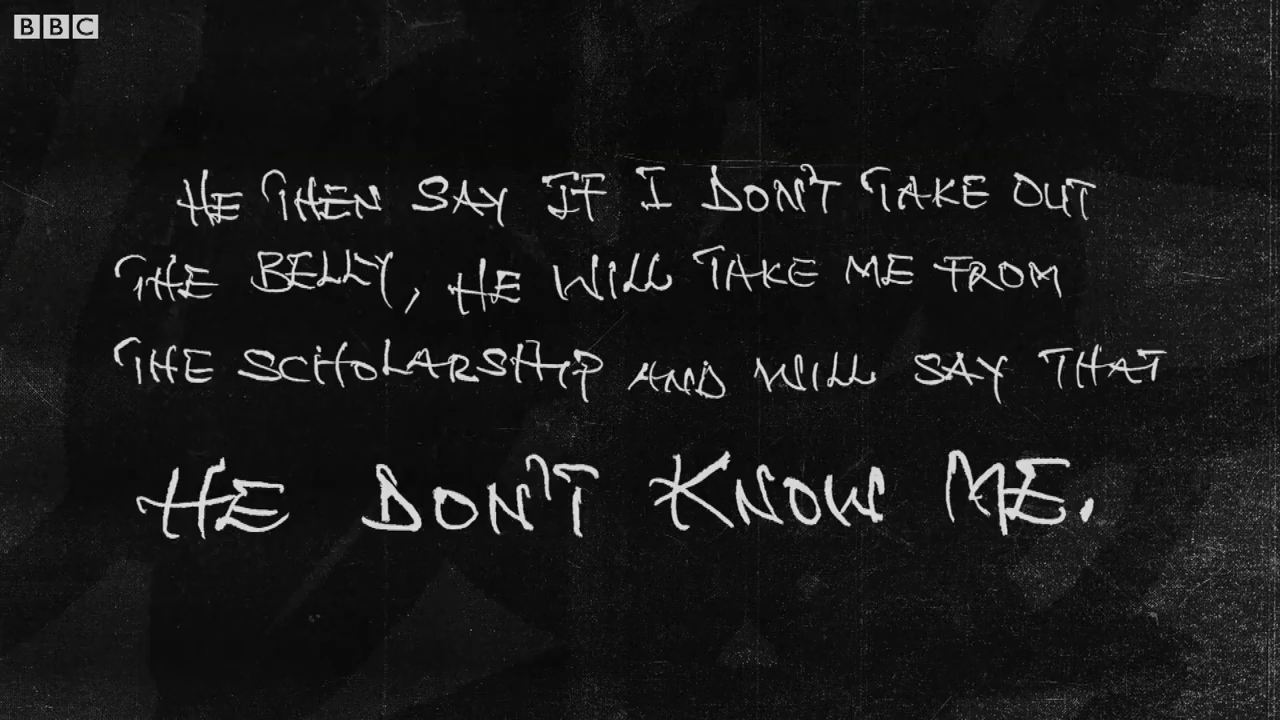 BBC
HE THEN SAY IF I DON'T TAKE OUT
THE BELLY, HE WILL TAKE ME FROM
THE SCHOLARSHIP AND WILL SAY THAT
HE DON'T KNOW ME.